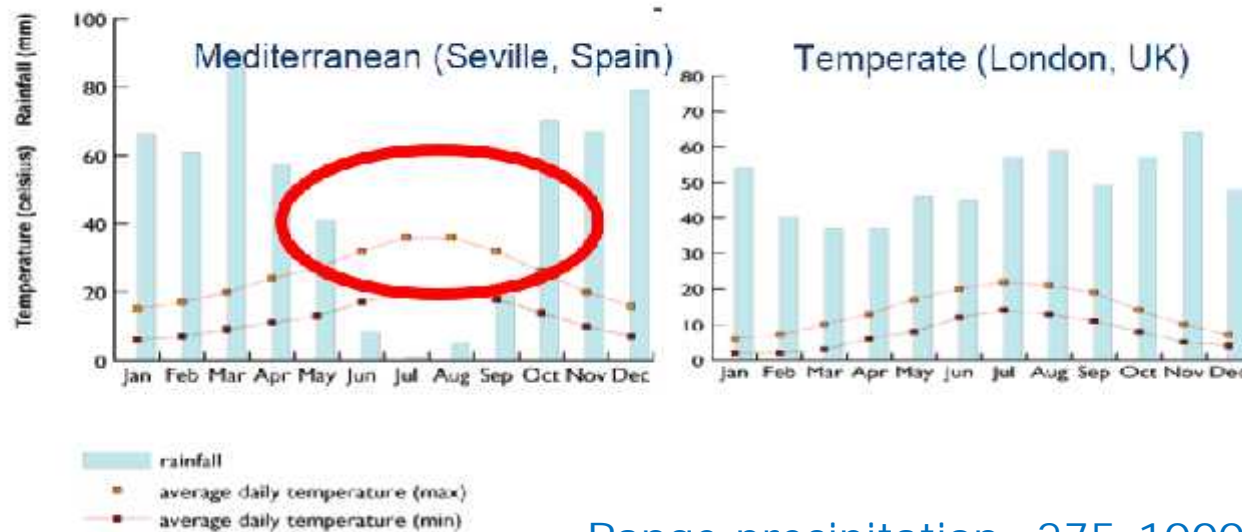 Mediterranean (Seville, Spain)
Temperate (London, UK)
Temperature (celsius) Rainfall (mm)
100
80
60
40
20
0
Jan Feb Mar Apr May Jun Jul Aug Sep Oct Nov Dec
80
70
60
50
40
30
20
10
0
Jan Feb Mar Apr May Jun Jul Aug Sep Oct Nov Dec
rainfall
average daily temperature (max)
average daily temperature (min)